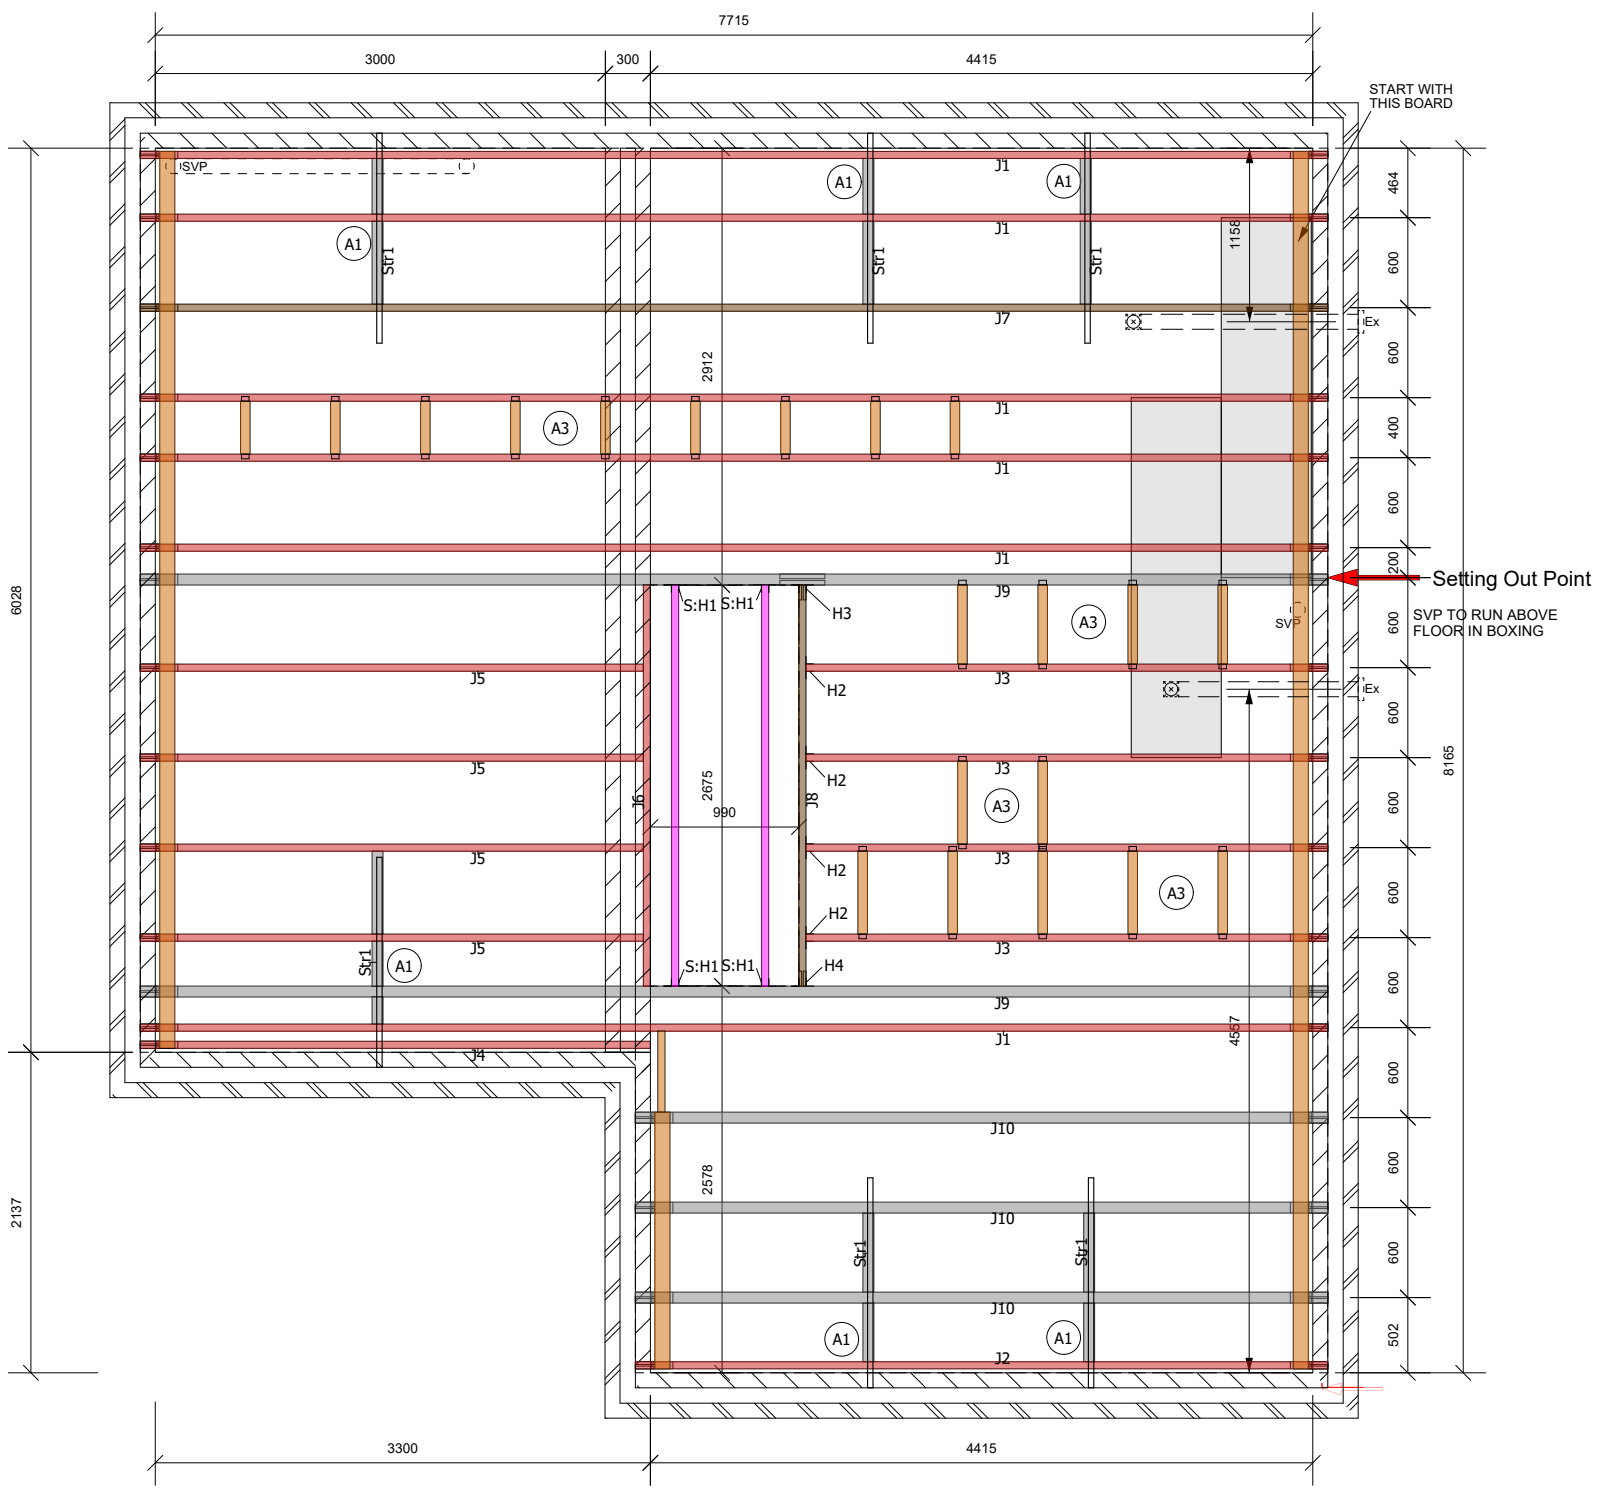 7715
3000
300
4415
START WITH
THIS BOARD
SVP
J1
A1
A1
464
J1
A1
Str1
Str1
Str1
1158
600
J7
Ex
2912
600
J1
A3
400
J1
600
J1
200
Setting Out Point
J9
S:H1
S:H1
H3
A3
SVP
SVP TO RUN ABOVE
FLOOR IN BOXING
600
6028
J5
J3
H2
Ex
600
8165
J5
J3
H2
2675
J6
J8
A3
990
600
J5
J3
H2
A3
600
H2
J5
J3
Str1
A1
S:H1
S:H1
H4
600
J9
J1
4557
J4
600
J10
2578
600
2137
J10
Str1
Str1
600
J10
A1
A1
502
J2
3300
4415